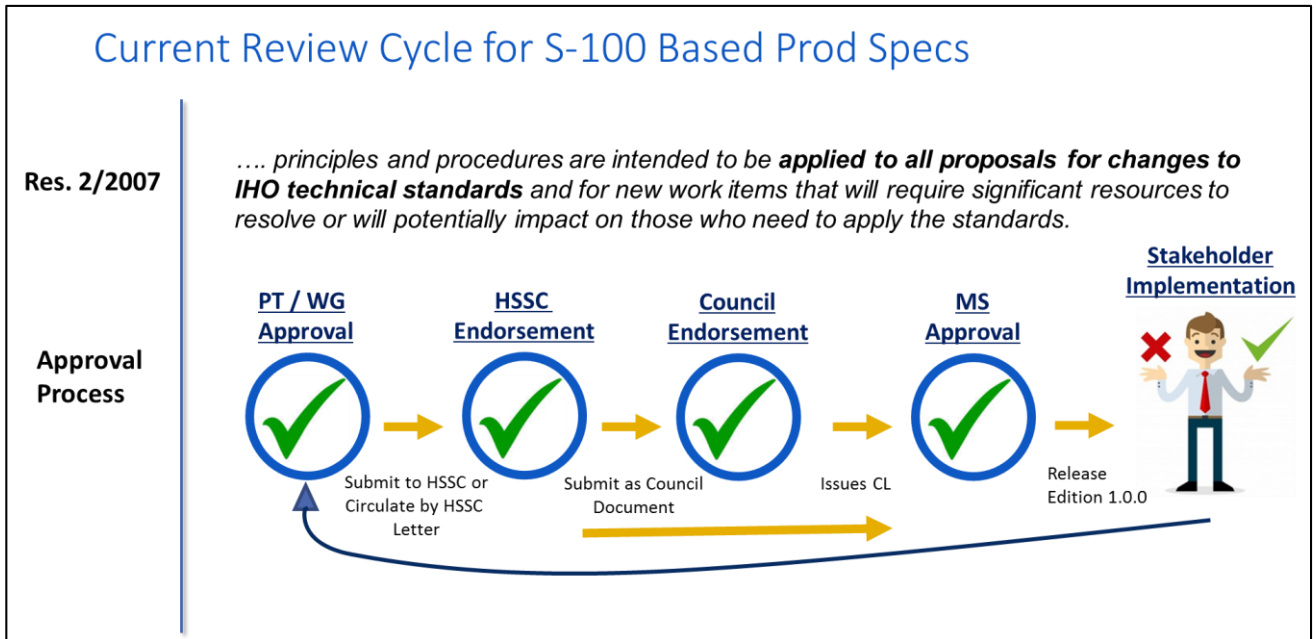 Current Review Cycle for S-100 Based Prod Specs
Res. 2/2007
…. principles and procedures are intended to be applied to all proposals for changes to
IHO technical standards and for new work items that will require significant resources to
resolve or will potentially impact on those who need to apply the standards.
Approval
Process
PT / WG
Approval
HSSC
Endorsement
Council
Endorsement
MS
Approval
Stakeholder
Implementation
Submit to HSSC or
Circulate by HSSC
Letter
Submit as Council
Document
Issues CL
Release
Edition 1.0.0